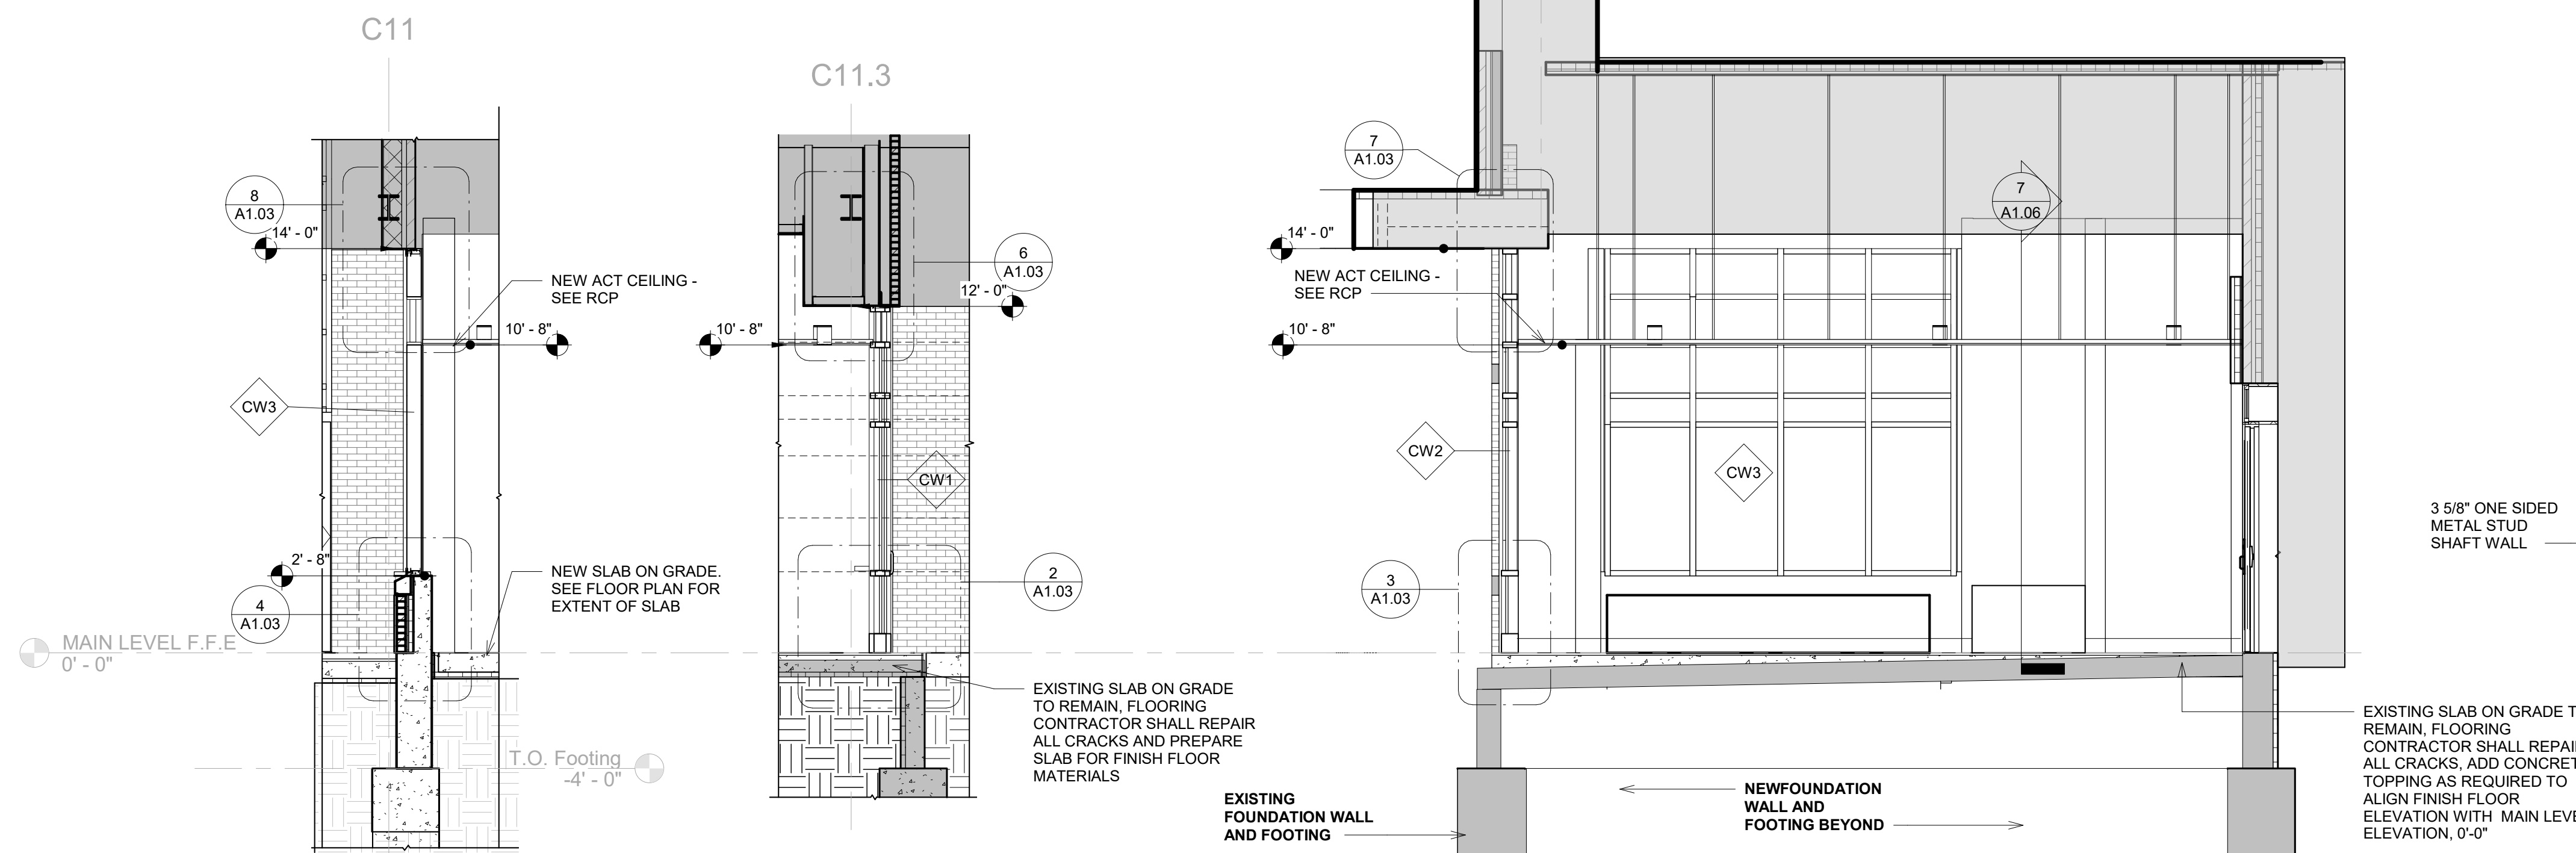 C11
8
A1.03
14' - 0"
NEW ACT CEILING -
SEE RCP
10' - 8"
CW3
2' - 8"
4
A1.03
NEW SLAB ON GRADE.
SEE FLOOR PLAN FOR
EXTENT OF SLAB
MAIN LEVEL F.F.E
0' - 0"
T.O. Footing
-4' - 0"
C11.3
6
A1.03
12' - 0"
10' - 8"
CW1
2
A1.03
EXISTING SLAB ON GRADE
TO REMAIN, FLOORING
CONTRACTOR SHALL REPAIR
ALL CRACKS AND PREPARE
SLAB FOR FINISH FLOOR
MATERIALS
7
A1.03
7
A1.06
14' - 0"
NEW ACT CEILING -
SEE RCP
10' - 8"
CW2
CW3
3
A1.03
EXISTING
FOUNDATION WALL
AND FOOTING
NEWFOUNDATION
WALL AND
FOOTING BEYOND
3 5/8" ONE SIDED
METAL STUD
SHAFT WALL
EXISTING SLAB ON GRADE T
REMAIN, FLOORING
CONTRACTOR SHALL REPAI
ALL CRACKS, ADD CONCRET
TOPPING AS REQUIRED TO
ALIGN FINISH FLOOR
ELEVATION WITH MAIN LEVE
ELEVATION, 0'-0"